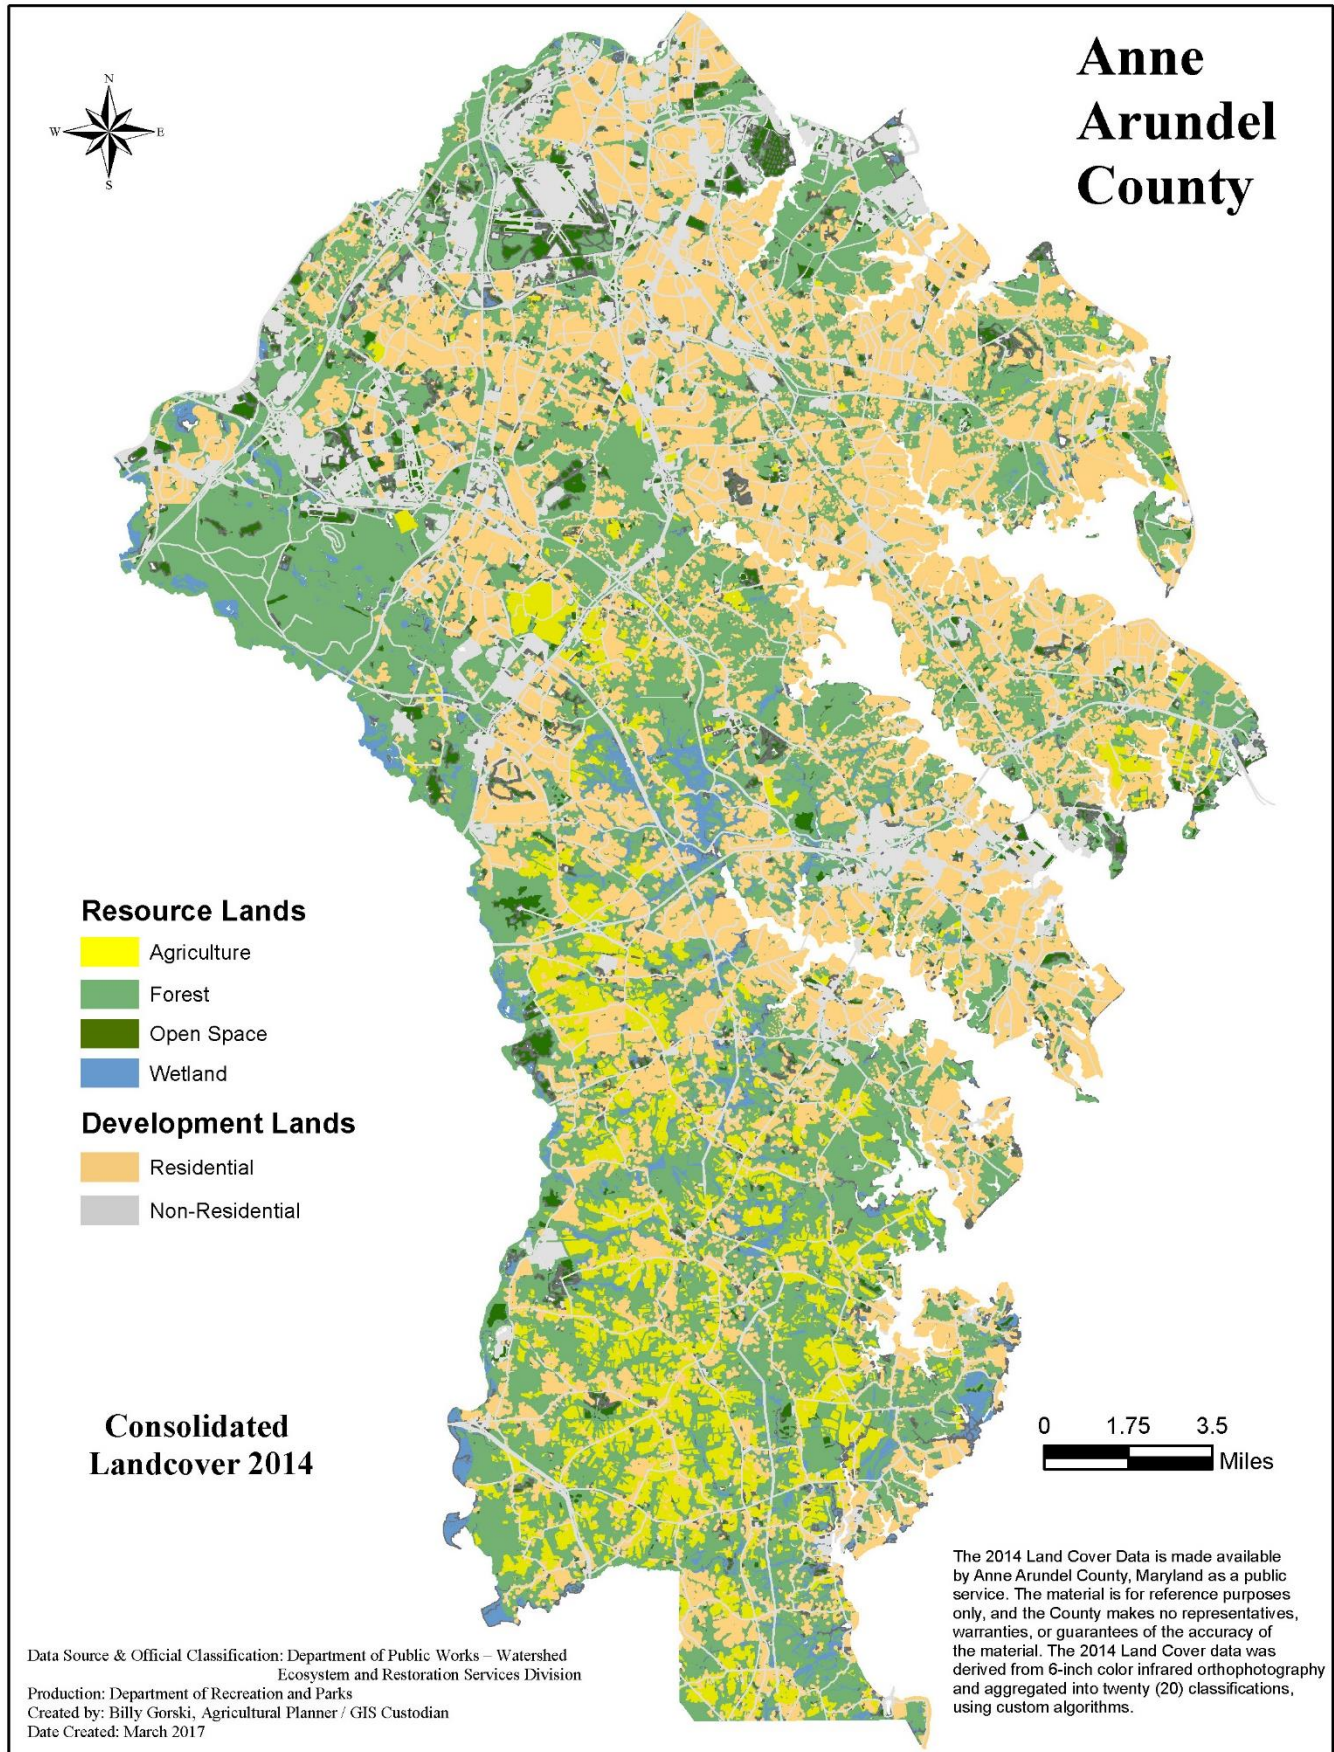 Anne
Arundel
County
N
W
E
S
Resource Lands
Agriculture
Forest
Open Space
Wetland
Development Lands
Residential
Non-Residential
Consolidated
Landcover 2014
0 1.75 3.5
Miles
The 2014 Land Cover Data is made available
by Anne Arundel County, Maryland as a public
service. The material is for reference purposes
only, and the County makes no representatives,
warranties, or guarantees of the accuracy of
the material. The 2014 Land Cover data was
derived from 6-inch color infrared orthophotography
and aggregated into twenty (20) classifications,
using custom algorithms.
Data Source & Official Classification: Department of Public Works – Watershed
Ecosystem and Restoration Services Division
Production: Department of Recreation and Parks
Created by: Billy Gorski, Agricultural Planner / GIS Custodian
Date Created: March 2017